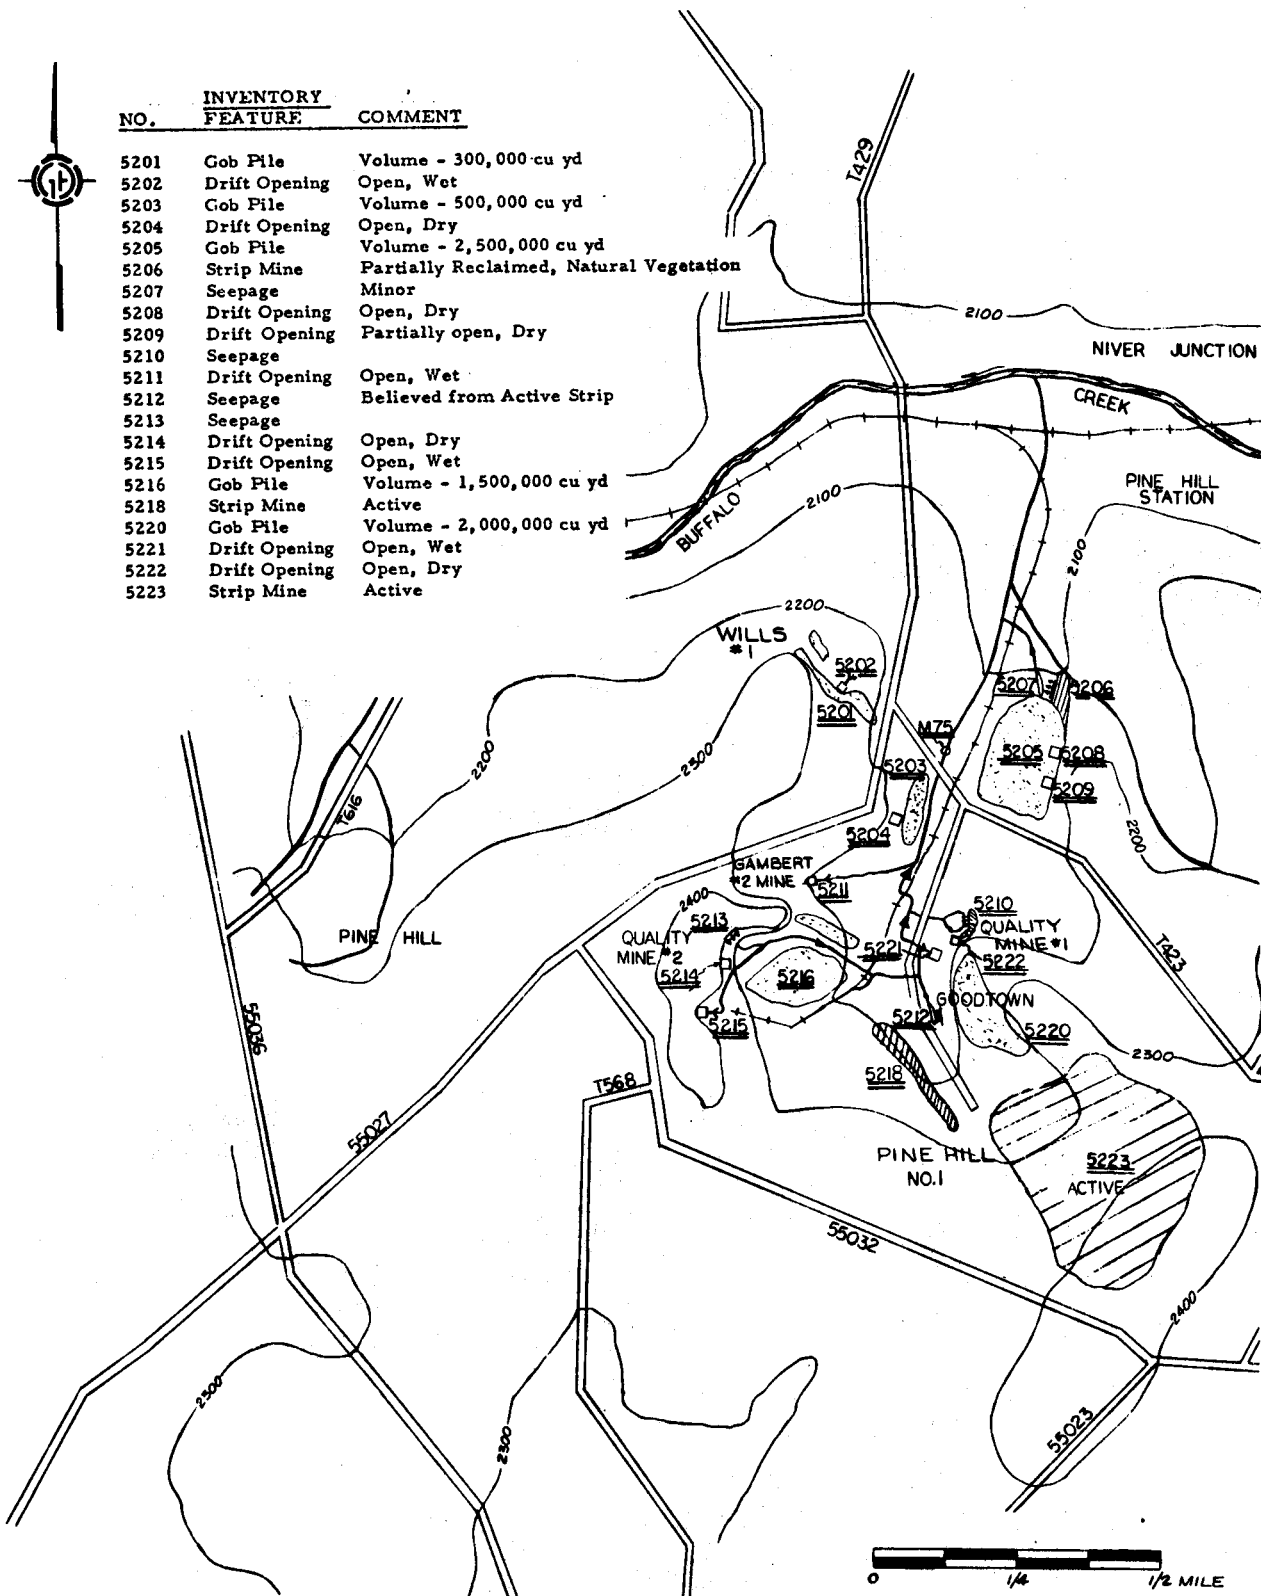 INVENTORY
NO. FEATURE COMMENT
5201 Gob Pile Volume - 300,000 cu yd
5202 Drift Opening Open, Wet
5203 Gob Pile Volume - 500,000 cu yd
5204 Drift Opening Open, Dry
5205 Gob Pile Volume - 2,500,000 cu yd
5206 Strip Mine Partially Reclaimed, Natural Vegetation
5207 Seepage Minor
5208 Drift Opening Open, Dry
5209 Drift Opening Partially open, Dry
5210 Seepage
5211 Drift Opening Open, Wet
5212 Seepage Believed from Active Strip
5213 Seepage
5214 Drift Opening Open, Dry
5215 Drift Opening Open, Wet
5216 Gob Pile Volume - 1,500,000 cu yd
5218 Strip Mine Active
5220 Gob Pile Volume - 2,000,000 cu yd
5221 Drift Opening Open, Wet
5222 Drift Opening Open, Dry
5223 Strip Mine Active
T429
2100
NIVER JUNCTION
CREEK
BUFFALO
2100
PINE HILL
STATION
2100
2200
WILLS
#1
5202
5201
5207
5206
M75
5203
5205
5208
5209
2200
2300
T616
2200
5204
GAMBERT
#2 MINE
5211
2400
5213
5210
QUALITY
MINE #1
PINE HILL
QUALITY
MINE #2
5221
5222
T423
5214
5216
GOODTOWN
5215
5212
5220
55036
2300
5218
T568
55027
PINE HILL
NO.1
5223
ACTIVE
55032
2400
2300
2300
55023
0 1/4 1/2 MILE